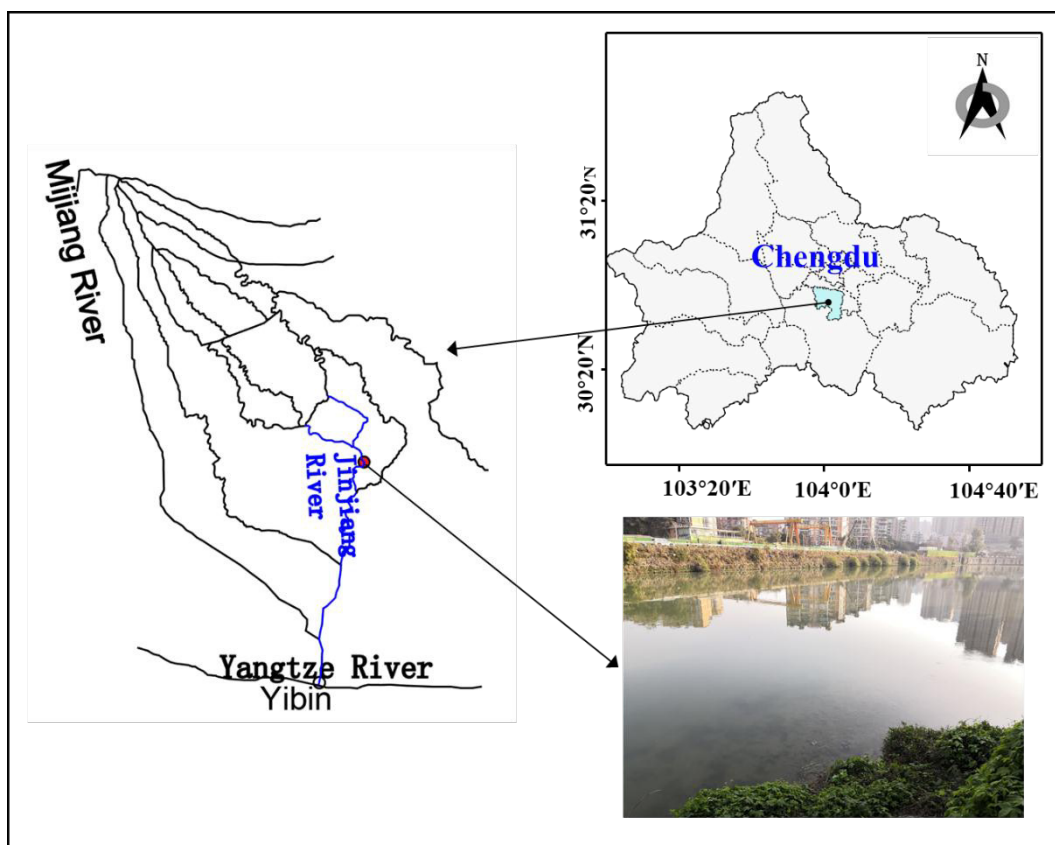 Mijiang River
Jinjiang
River
Yangtze River
Yibin
N
Chengdu
31°20'N
30°20'N
103°20'E
104°0'E
104°40'E